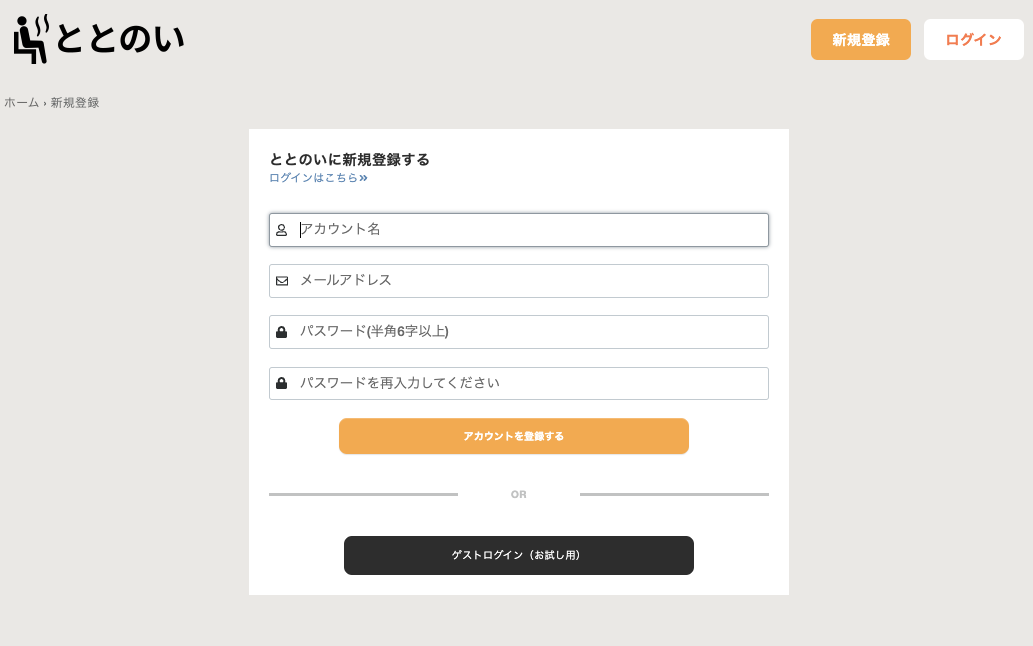 ととのい
新規登録
ログイン
ホーム › 新規登録
ととのいに新規登録する
ログインはこちら»
アカウント名
メールアドレス
パスワード(半角6字以上)
パスワードを再入力してください
アカウントを登録する
OR
ゲストログイン（お試し用）